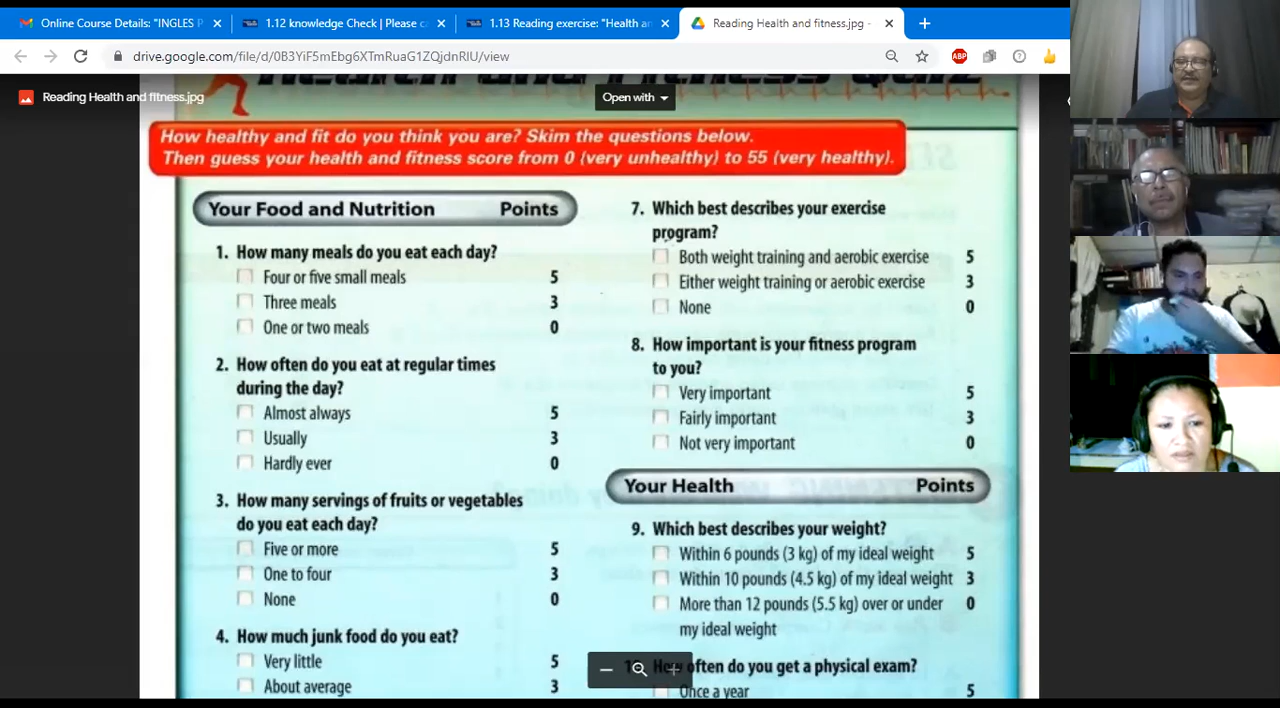 Online Course Details: "INGLES P
1.12 knowledge Check | Please c
1.13 Reading exercise: "Health an
Reading Health and fitness.jpg -
drive.google.com/file/d/0B3YiF5mEbg6XTmRuaG1ZQjdnRlU/view
ABP
Health and Fitness Quiz
Reading Health and fitness.jpg
Open with
How healthy and fit do you think you are? Skim the questions below.
Then guess your health and fitness score from 0 (very unhealthy) to 55 (very healthy).
Your Food and Nutrition Points
1. How many meals do you eat each day?
Four or five small meals 5
Three meals 3
One or two meals 0
2. How often do you eat at regular times
during the day?
Almost always 5
Usually 3
Hardly ever 0
3. How many servings of fruits or vegetables
do you eat each day?
Five or more 5
One to four 3
None 0
4. How much junk food do you eat?
Very little 5
About average 3
7. Which best describes your exercise
program?
Both weight training and aerobic exercise 5
Either weight training or aerobic exercise 3
None 0
8. How important is your fitness program
to you?
Very important 5
Fairly important 3
Not very important 0
Your Health Points
9. Which best describes your weight?
Within 6 pounds (3 kg) of my ideal weight 5
Within 10 pounds (4.5 kg) of my ideal weight 3
More than 12 pounds (5.5 kg) over or under 0
my ideal weight
How often do you get a physical exam?
Once a year 5